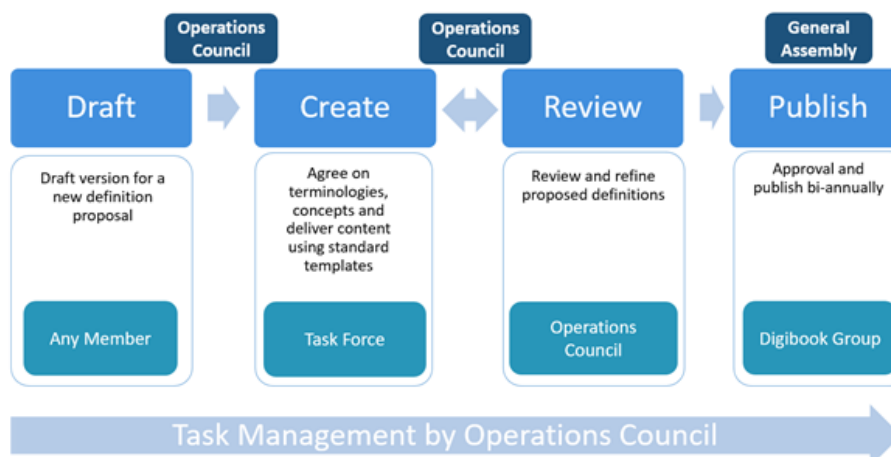 Operations
Council
Operations
Council
General
Assembly
Draft
Create
Review
Publish
Draft version for a
new definition
proposal
Agree on
terminologies,
concepts and
deliver content
using standard
templates
Review and refine
proposed definitions
Approval and
publish bi-annually
Any Member
Task Force
Operations
Council
Digibook Group
Task Management by Operations Council